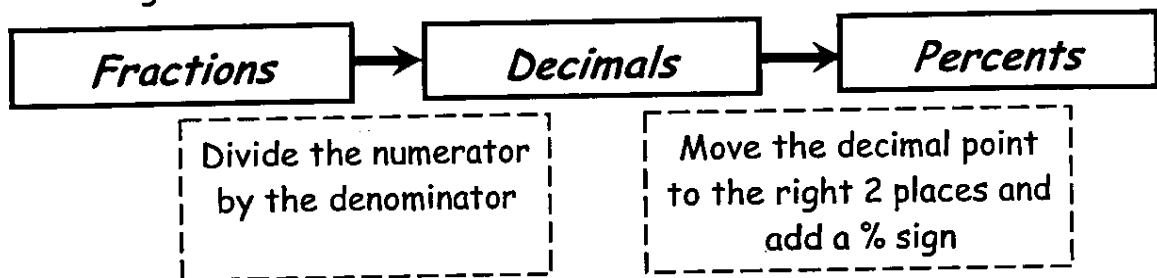 Fractions
Decimals
Percents
Divide the numerator
by the denominator
Move the decimal point
to the right 2 places and
add a % sign